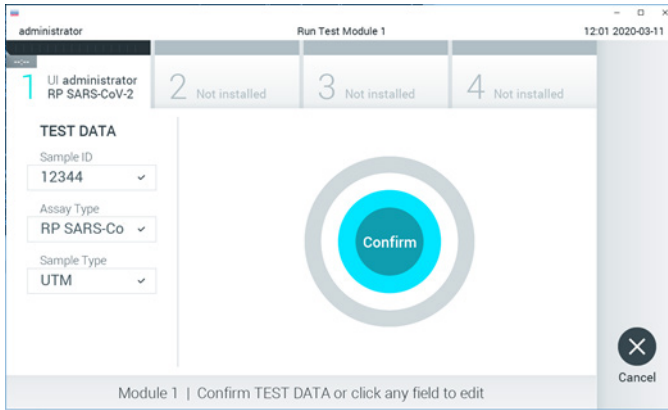 administrator
Run Test Module 1
12:01 2020-03-11
--:--
1
UI administrator
RP SARS-CoV-2
2 Not installed
3 Not installed
4 Not installed
TEST DATA
Sample ID
12344
Assay Type
RP SARS-Co
Sample Type
UTM
Confirm
Cancel
Module 1 | Confirm TEST DATA or click any field to edit